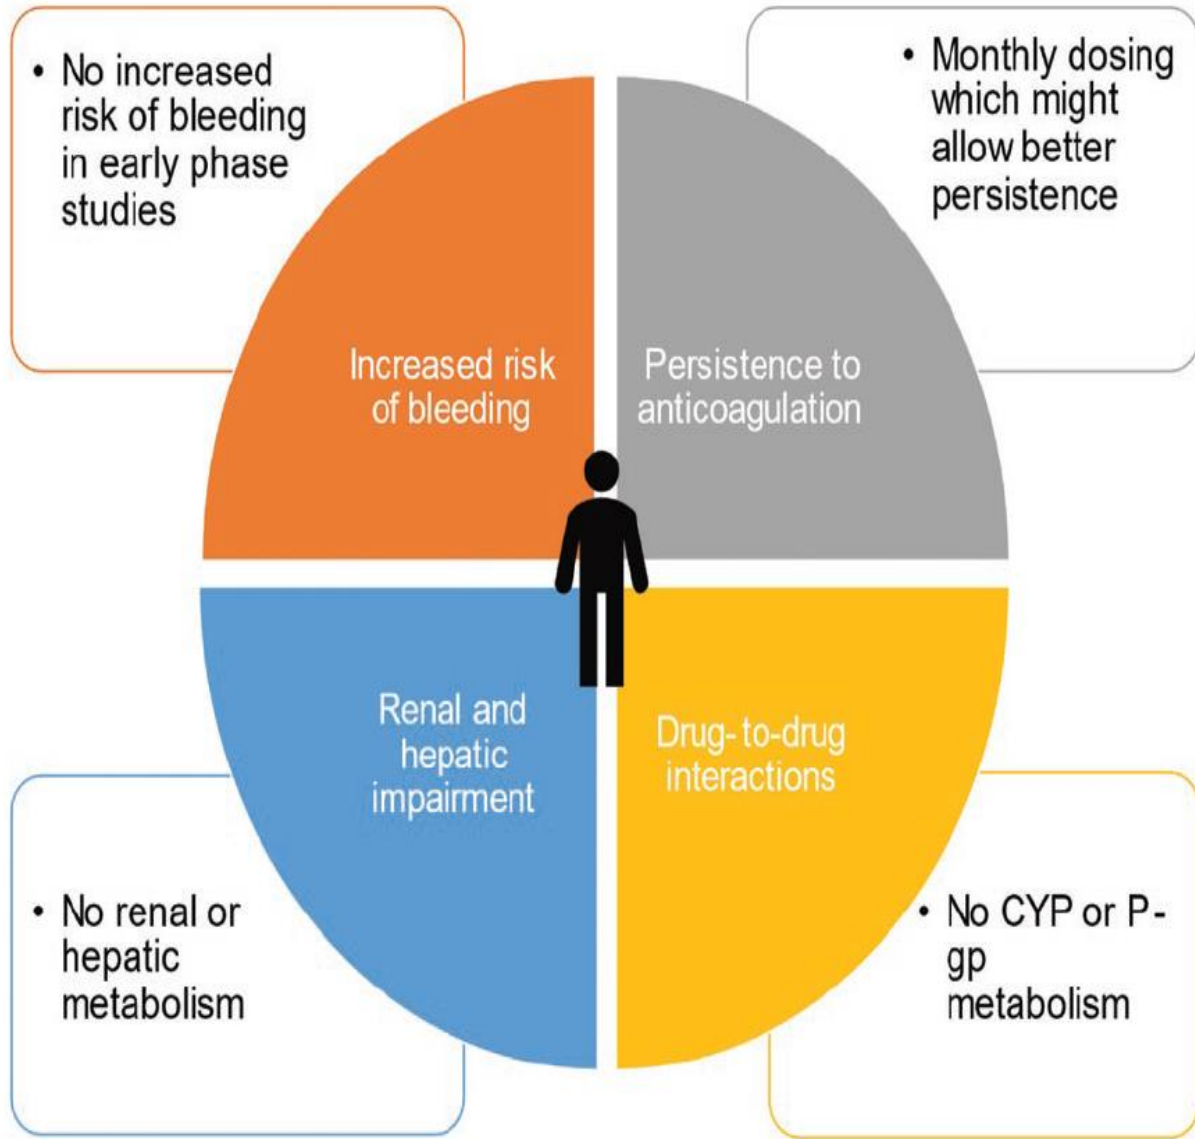 • No increased
risk of bleeding
in early phase
studies
• Monthly dosing
which might
allow better
persistence
Increased risk
of bleeding
Persistence to
anticoagulation
Renal and
hepatic
impairment
Drug-to-drug
interactions
• No renal or
hepatic
metabolism
• No CYP or P-
gp
metabolism